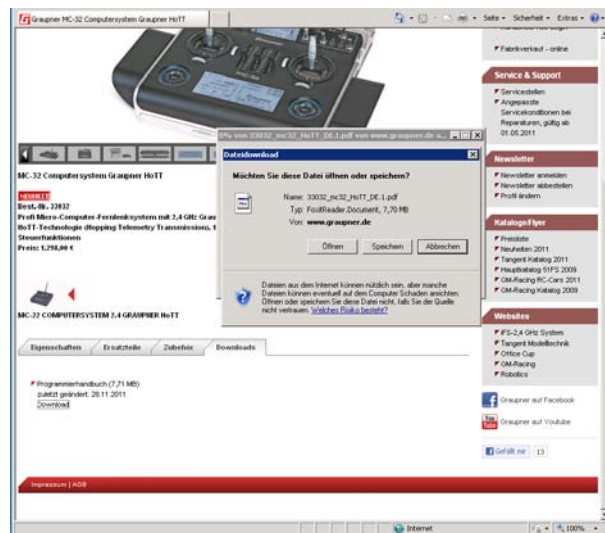 Graupner MC-32 Computersystem Graupner HoTT
Seite
Sicherheit
Extras
Fabrikverkauf - online
Service & Support
Servicestellen
Angepasste
Servicekonditionen bei
Reparaturen, gültig ab
01.05.2011
Newsletter
Newsletter anmelden
Newsletter abbestellen
Profil ändern
Kataloge/Flyer
Preisliste
Neuheiten 2011
Tangent Katalog 2011
Hauptkatalog 51FS 2009
GM-Racing RC-Cars 2011
GM-Racing Katalog 2009
Websites
iFS-2,4 GHz System
Tangent Modelltechnik
Office Cup
GM-Racing
Robotics
Graupner auf Facebook
You Tube
Graupner auf Youtube
Gefällt mir 13
MC-32 Computersystem Graupner HoTT
NEUHEIT
Best.-Nr. 33032
Profi Micro-Computer-Fernlenksystem mit 2,4 GHz Grau
HoTT-Technologie (Hopping Telemetry Transmission), 1
Steuerfunktionen
Preis: 1.298,00 €
MC-22 COMPUTERSYSTEM 2.4 GRAUPNER HoTT
0% von 33032_mc32_HoTT_DE.1.pdf von www.graupner.de a...
Dateidownload
Möchten Sie diese Datei öffnen oder speichern?
Name: 33032_mc32_HoTT_DE.1.pdf
Typ: FoxitReader.Document, 7,70 MB
Von: www.graupner.de
Öffnen
Speichern
Abbrechen
Dateien aus dem Internet können nützlich sein, aber manche
Dateien können eventuell auf dem Computer Schaden anrichten.
Öffnen oder speichern Sie diese Datei nicht, falls Sie der Quelle
nicht vertrauen. Welches Risiko besteht?
Eigenschaften
Ersatzteile
Zubehör
Downloads
Programmierhandbuch (7,71 MB)
zuletzt geändert: 28.11.2011
Download
Impressum | AGB
Internet
100%